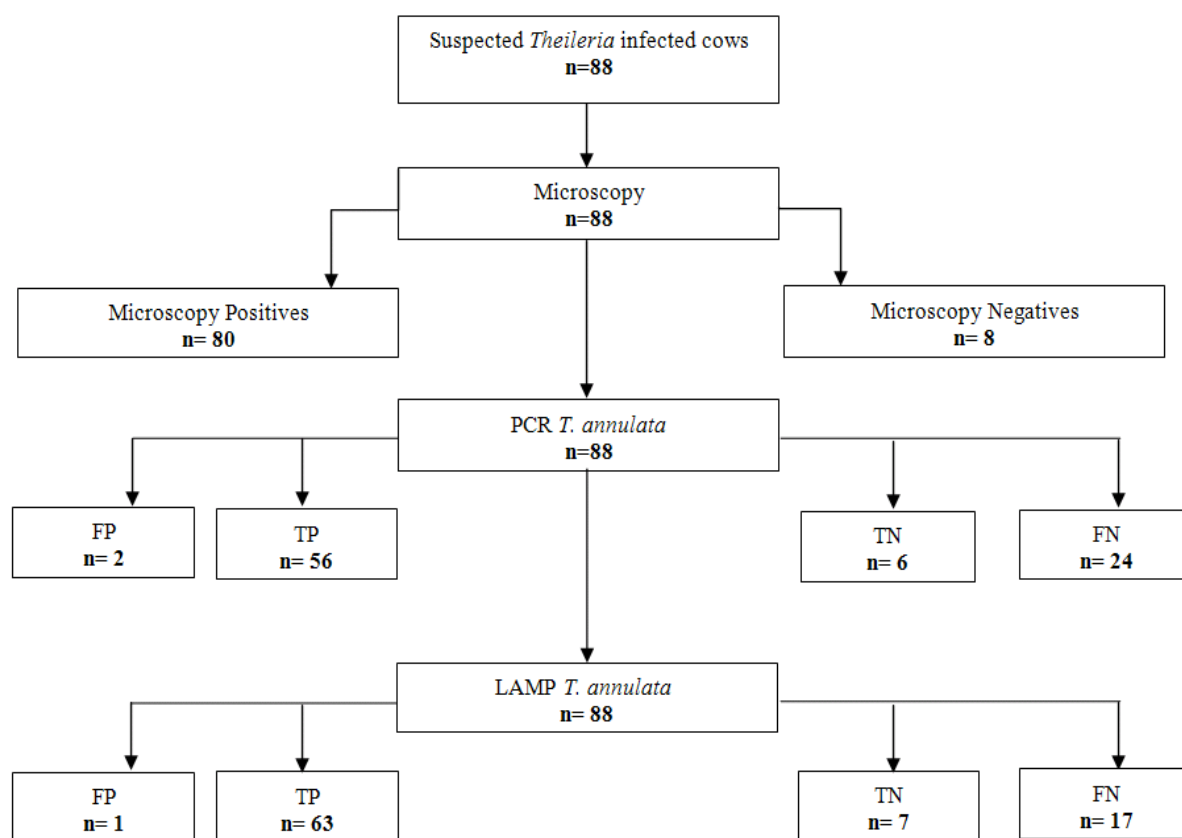 Suspected Theileria infected cows
n=88
Microscopy
n=88
Microscopy Positives
n= 80
Microscopy Negatives
n= 8
PCR T. annulata
n=88
FP
n= 2
TP
n= 56
TN
n= 6
FN
n= 24
LAMP T. annulata
n= 88
FP
n= 1
TP
n= 63
TN
n= 7
FN
n= 17